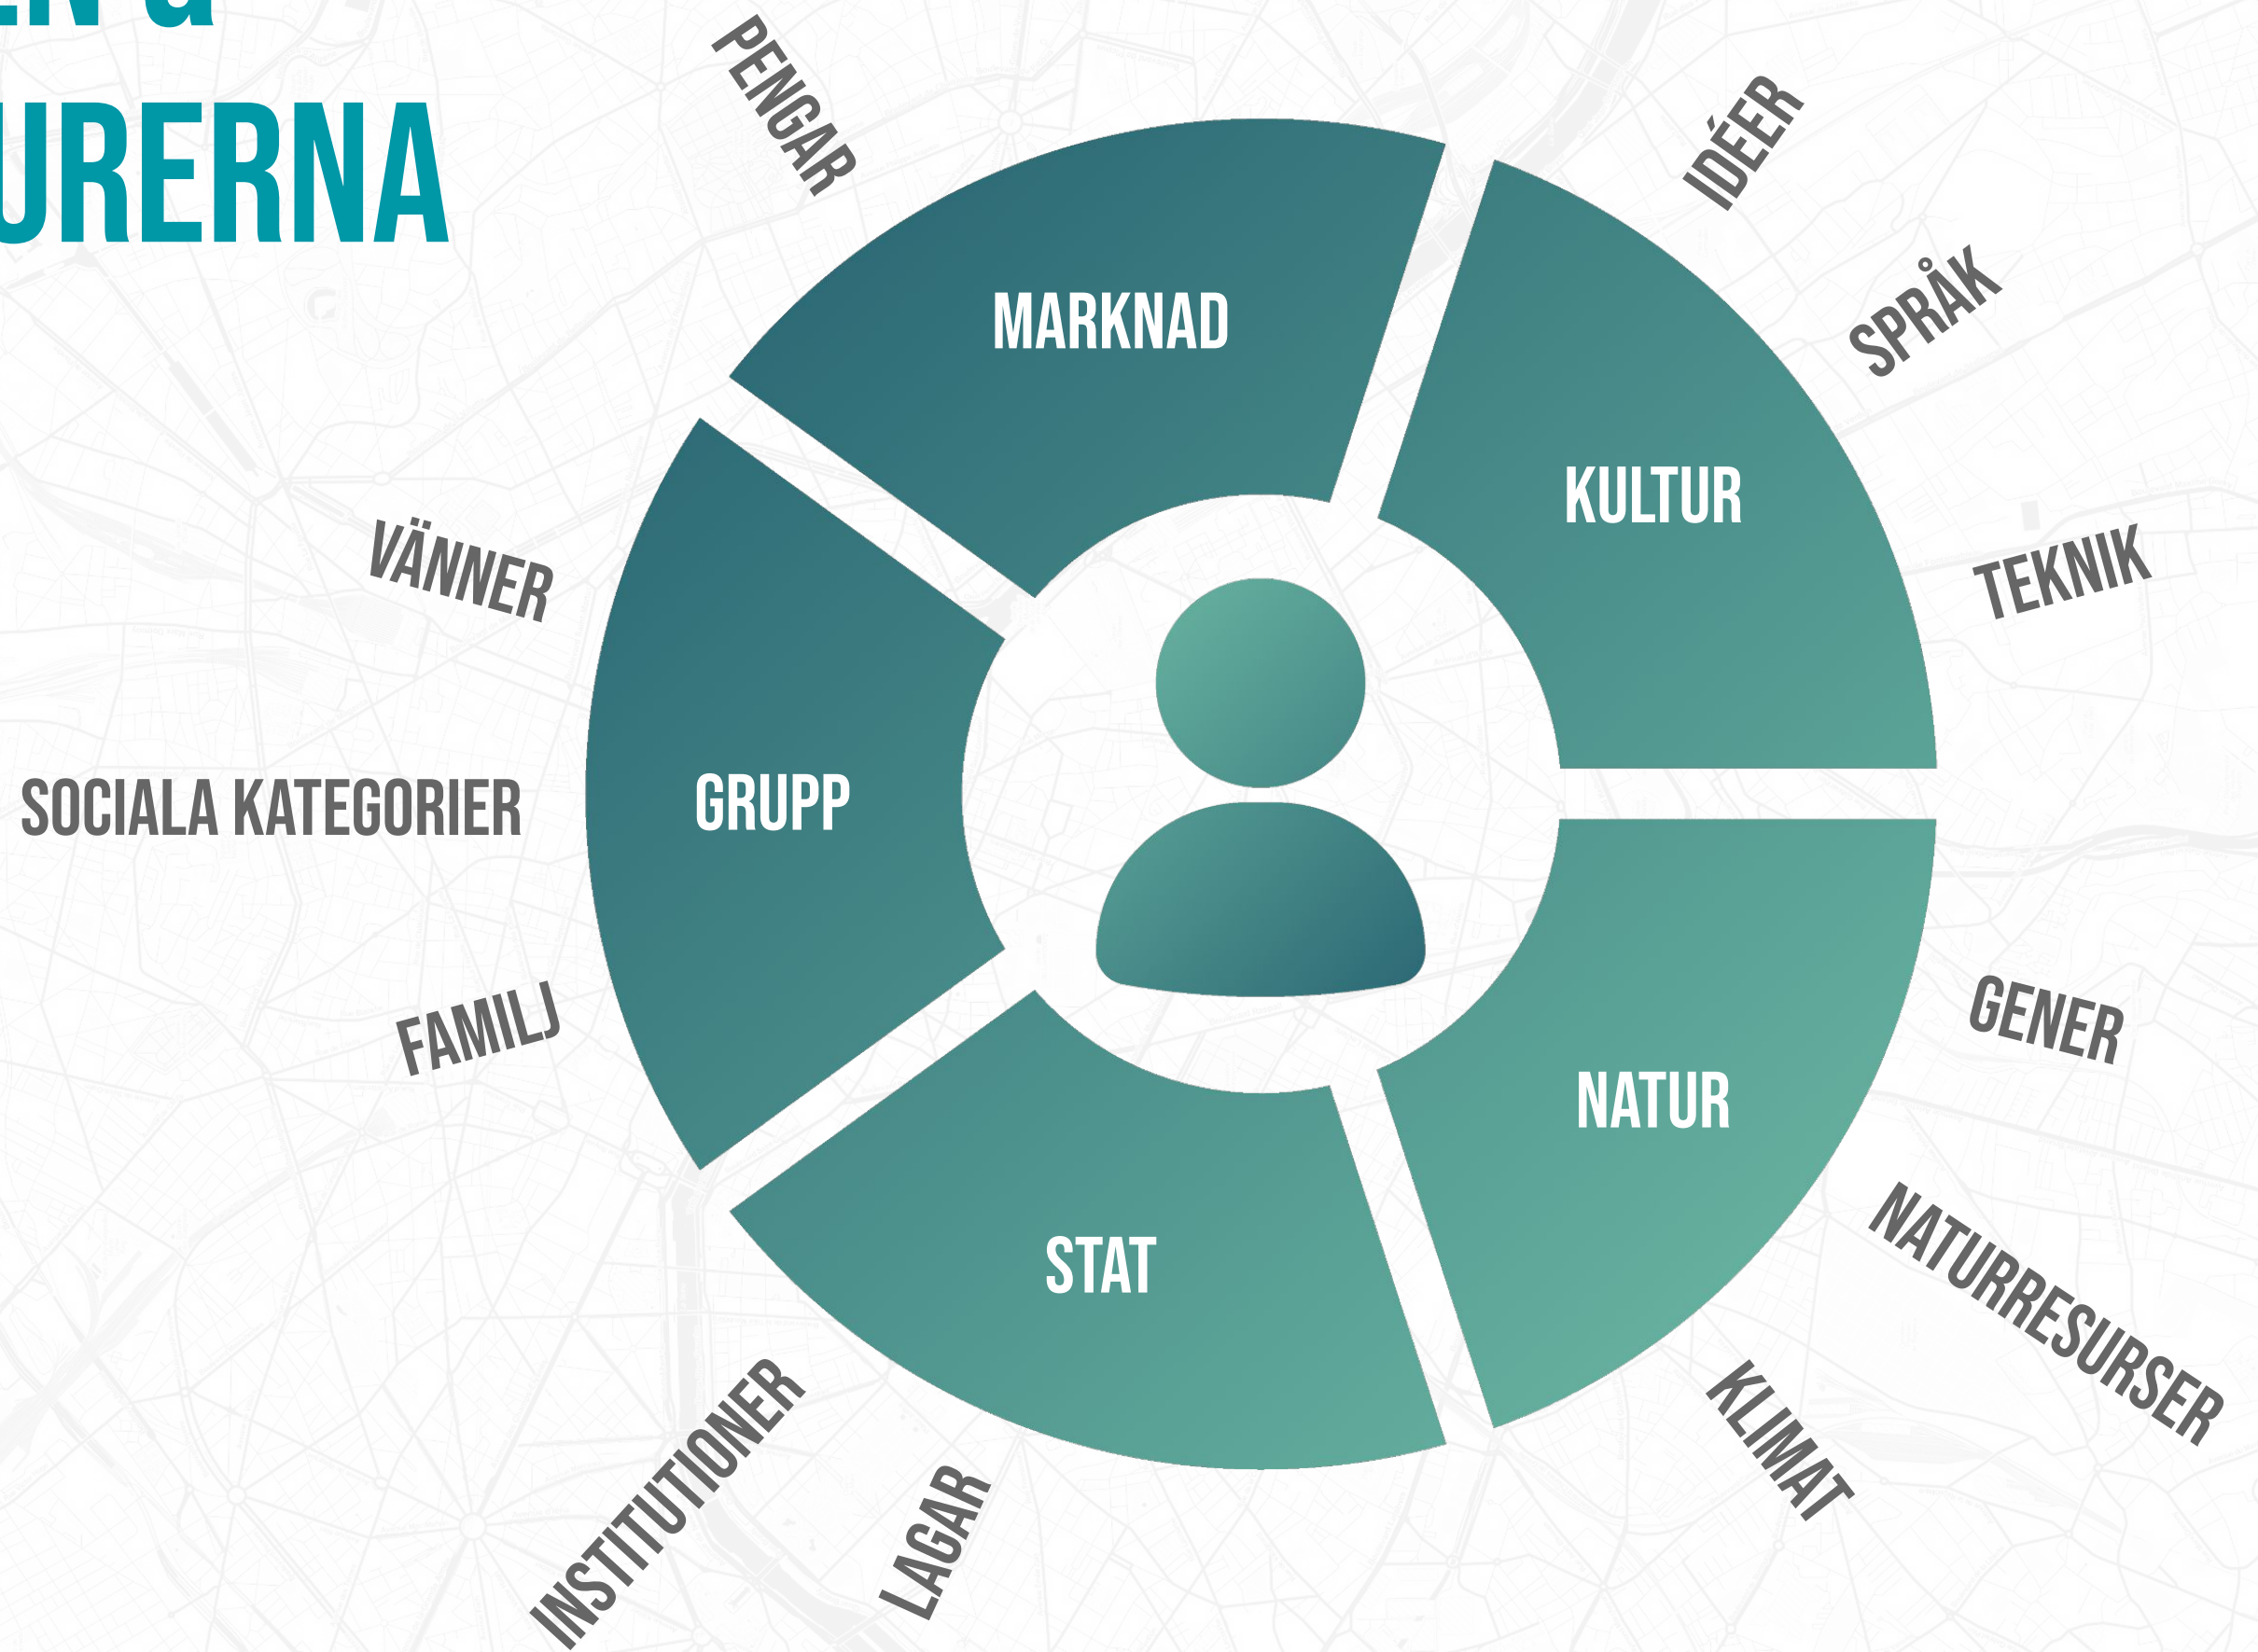 URERNA
PENGAR
IDÉER
SPRÅK
TEKNIK
MARKNAD
KULTUR
VÄNNER
SOCIALA KATEGORIER
GRUPP
FAMILJ
GENER
NATUR
NATURRESURSER
KLIMAT
STAT
INSTITUTIONER
LAGAR